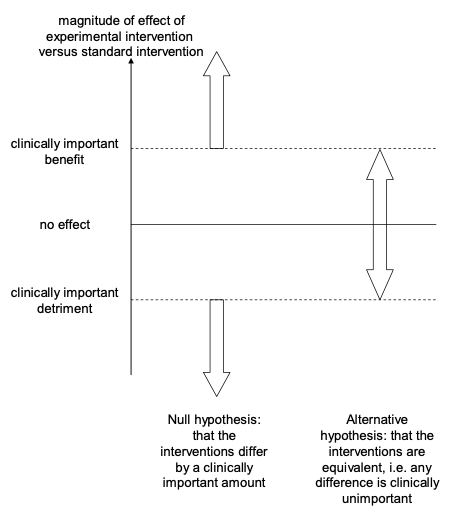 magnitude of effect of
experimental intervention
versus standard intervention
clinically important
benefit
no effect
clinically important
detriment
Null hypothesis:
that the
interventions differ
by a clinically
important amount
Alternative
hypothesis: that the
interventions are
equivalent, i.e. any
difference is clinically
unimportant